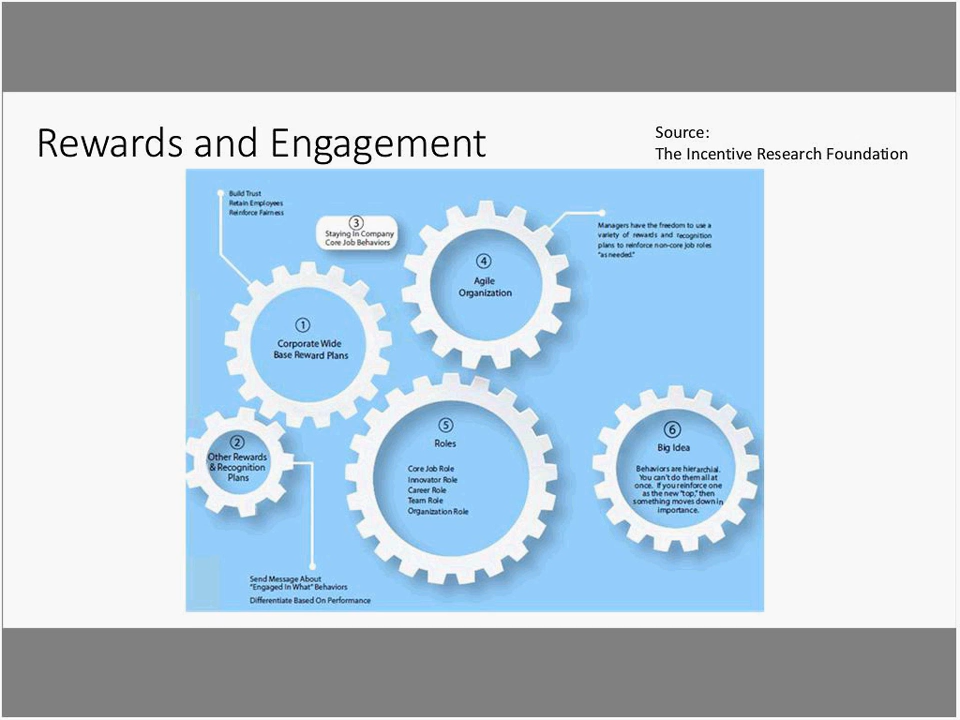 Rewards and Engagement
Source:
The Incentive Research Foundation
Build Trust
Retain Employees
Reinforce Fairness
3
Staying In Company
Core Job Behaviors
4
Agile
Organization
Managers have the freedom to use a
variety of rewards and recognition
plans to reinforce non-core job roles
"as needed."
1
Corporate Wide
Base Reward Plans
2
Other Rewards
& Recognition
Plans
5
Roles
Core Job Role
Innovator Role
Career Role
Team Role
Organization Role
6
Big Idea
Behaviors are hierarchial.
You can't do them all at
once. If you reinforce one
as the new "top," then
something moves down in
importance.
Send Message About
"Engaged In What" Behaviors
Differentiate Based On Performance